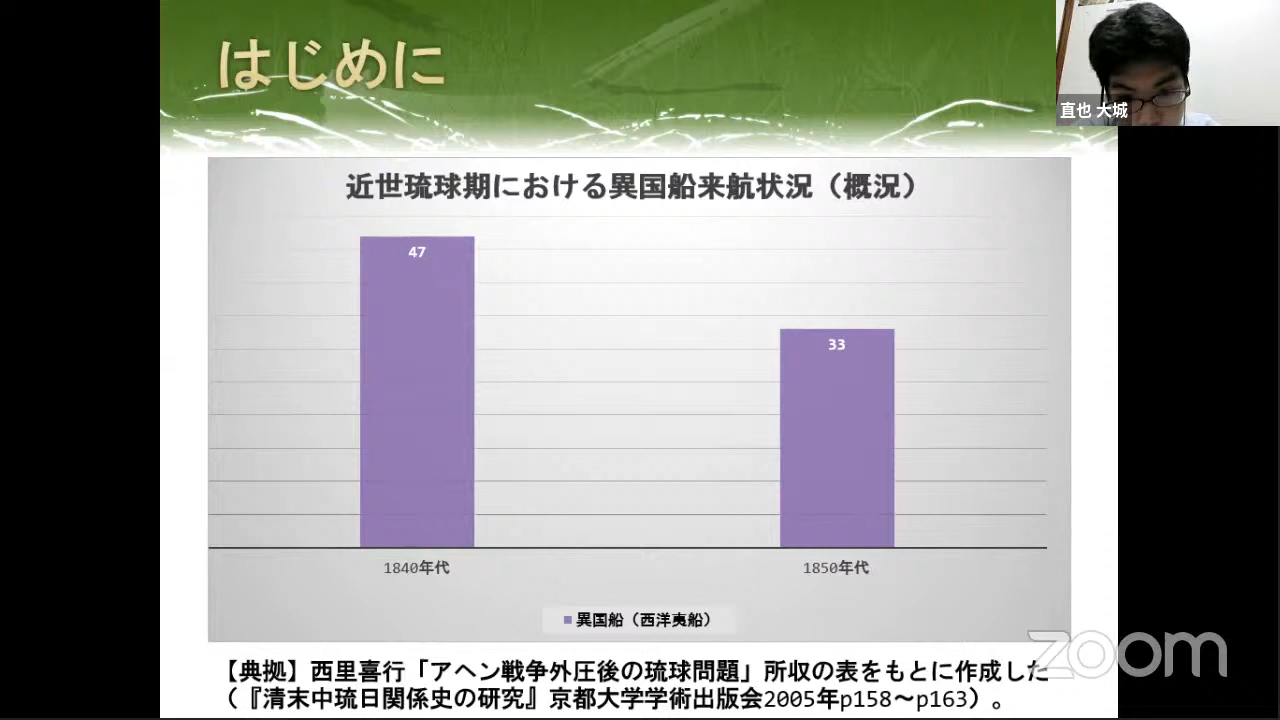 はじめに
直也 大城
近世琉球期における異国船来航状況（概況）
47
33
1840年代
1850年代
■異国船（西洋夷船）
【典拠】西里喜行「アヘン戦争外圧後の琉球問題」所収の表をもとに作成した
（『清末中琉日関係史の研究』京都大学学術出版会2005年p158～p163）。
zoom